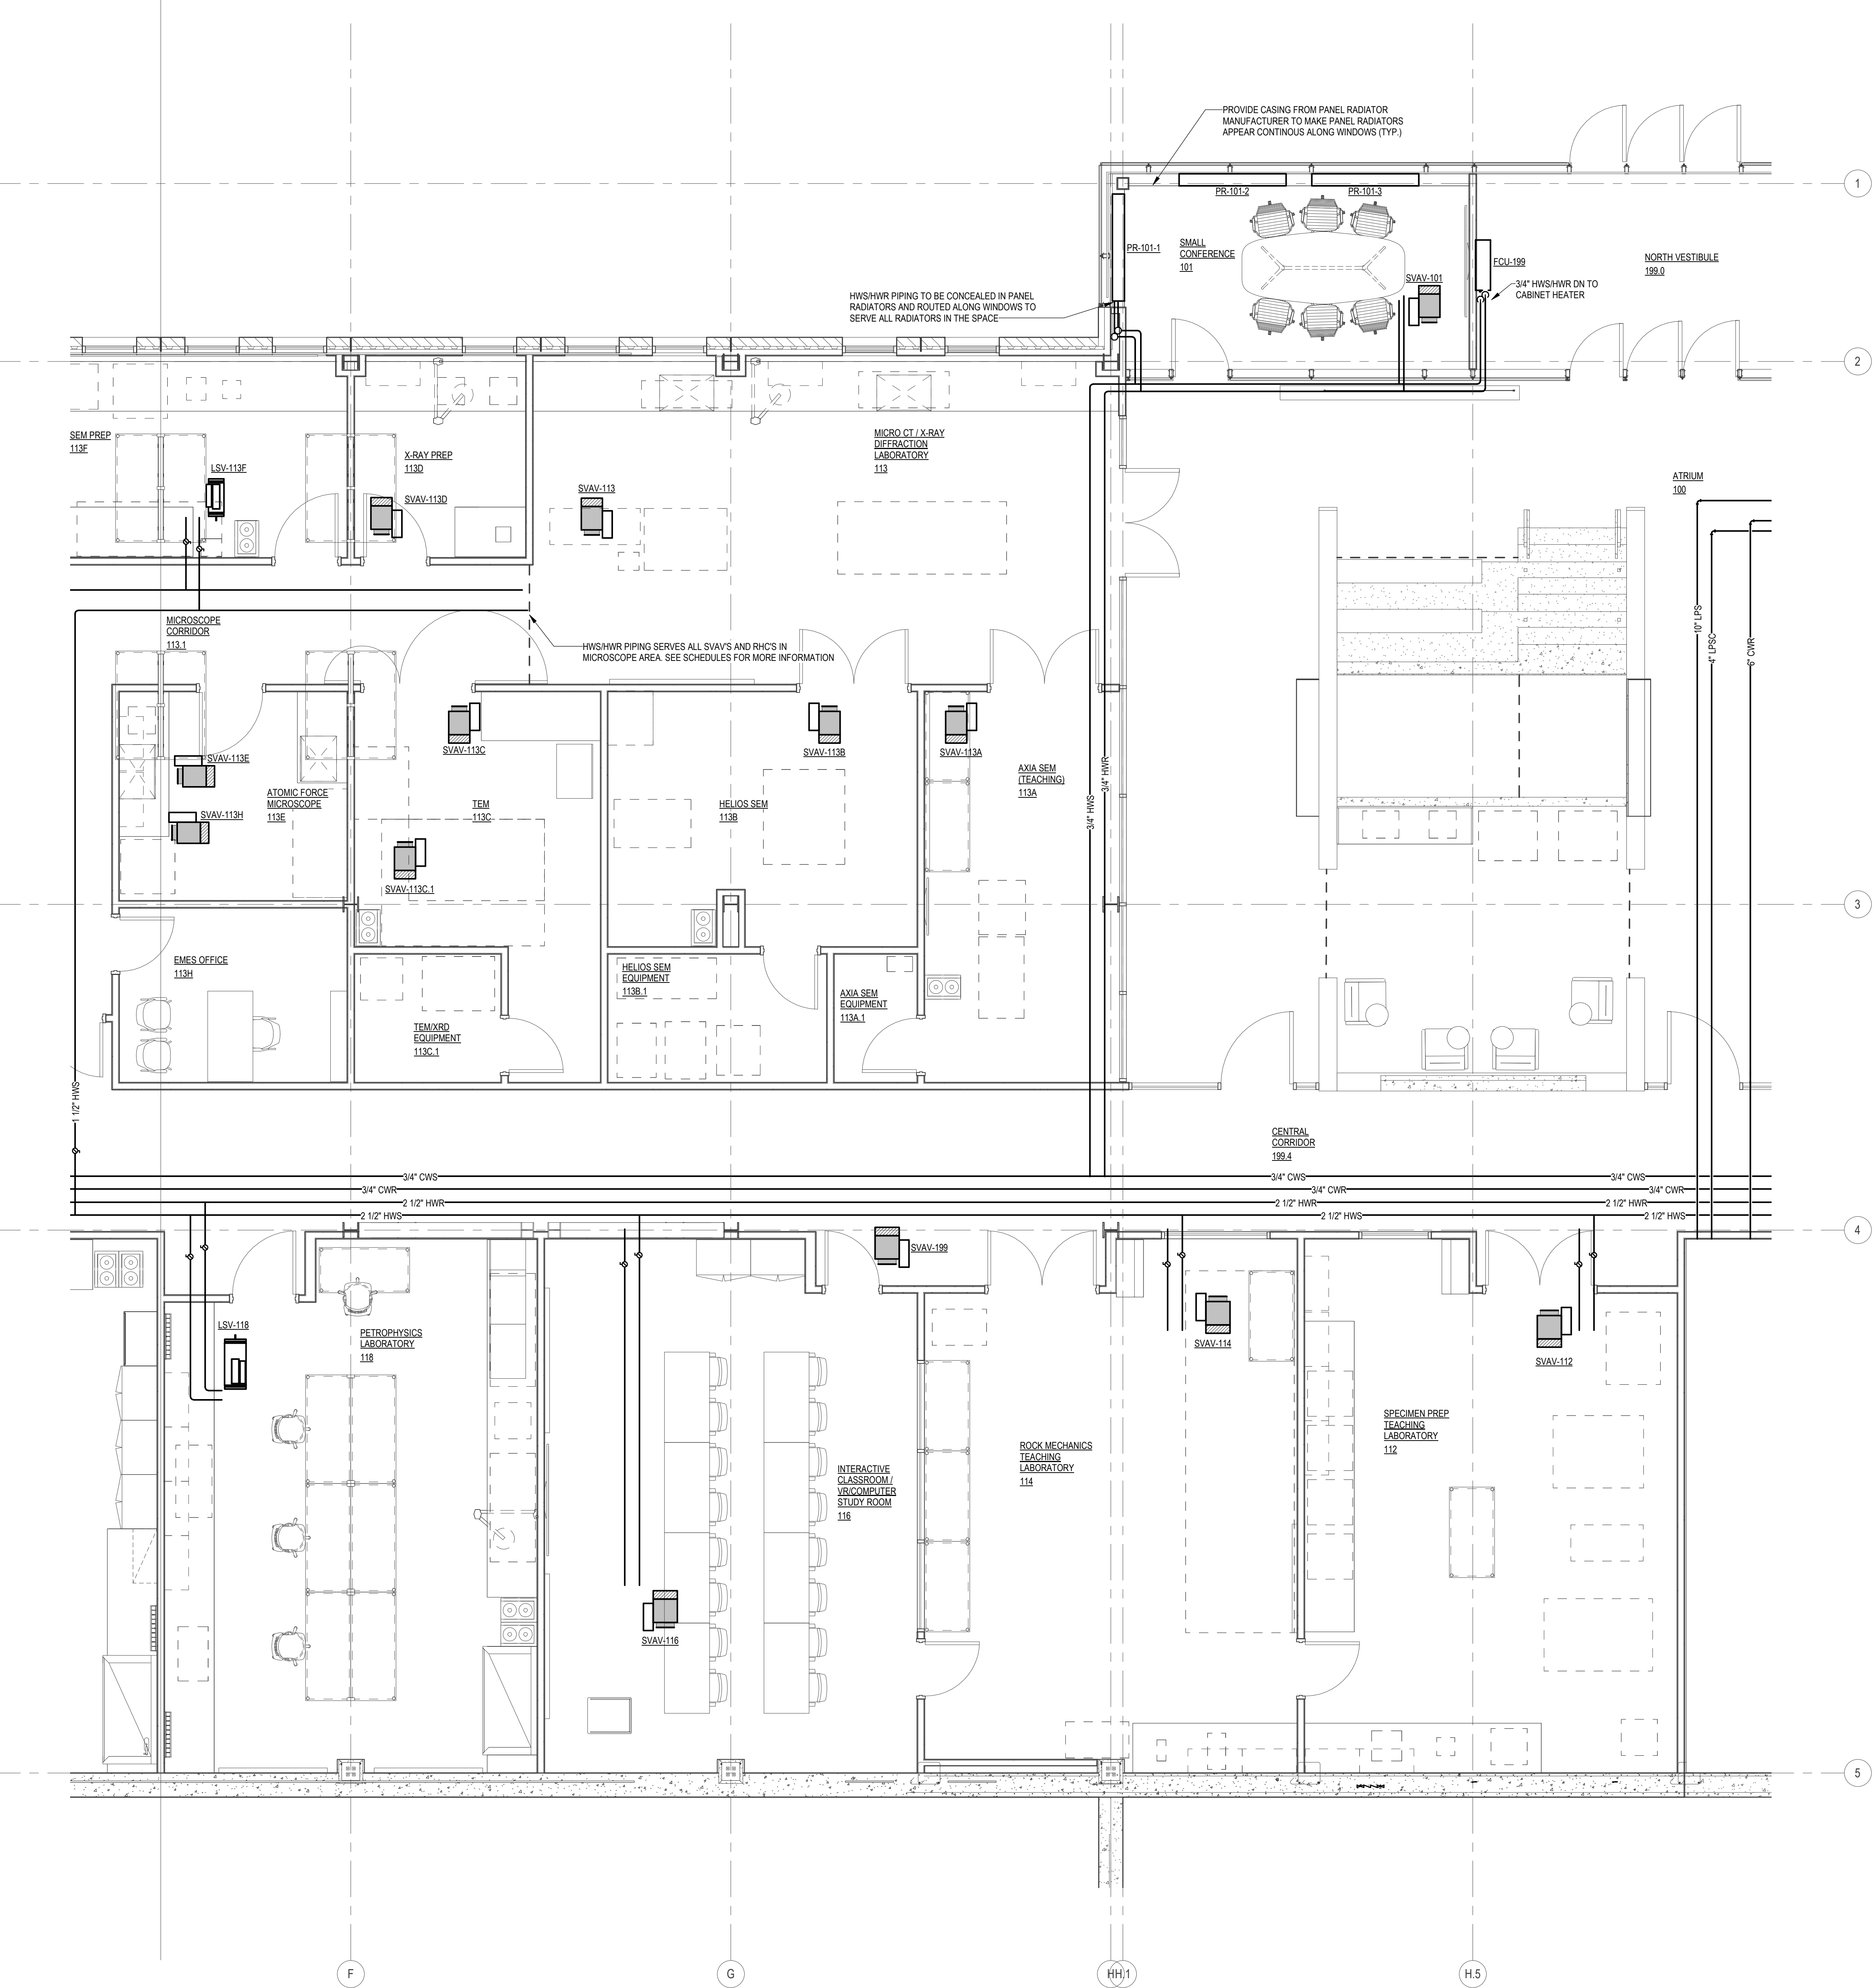 PROVIDE CASING FROM PANEL RADIATOR
MANUFACTURER TO MAKE PANEL RADIATORS
APPEAR CONTINOUS ALONG WINDOWS (TYP.)
1
PR-101-2
PR-101-3
PR-101-1
SMALL
CONFERENCE
101
FCU-199
NORTH VESTIBULE
199.0
SVAV-101
3/4" HWS/HWR DN TO
CABINET HEATER
HWS/HWR PIPING TO BE CONCEALED IN PANEL
RADIATORS AND ROUTED ALONG WINDOWS TO
SERVE ALL RADIATORS IN THE SPACE
2
SEM PREP
113F
LSV-113F
X-RAY PREP
113D
SVAV-113D
SVAV-113
MICRO CT / X-RAY
DIFFRACTION
LABORATORY
113
ATRIUM
100
10" LPS
4" LPSC
6" CWR
MICROSCOPE
CORRIDOR
113.1
HWS/HWR PIPING SERVES ALL SVAV'S AND RHC'S IN
MICROSCOPE AREA. SEE SCHEDULES FOR MORE INFORMATION
SVAV-113E
SVAV-113H
ATOMIC FORCE
MICROSCOPE
113E
SVAV-113C
TEM
113C
SVAV-113C.1
SVAV-113B
HELIOS SEM
113B
SVAV-113A
AXIA SEM
(TEACHING)
113A
3/4" HWS
3/4" HWR
3
EMES OFFICE
113H
TEM/XRD
EQUIPMENT
113C.1
HELIOS SEM
EQUIPMENT
113B.1
AXIA SEM
EQUIPMENT
113A.1
1 1/2" HWS
CENTRAL
CORRIDOR
199.4
3/4" CWS
3/4" CWS
3/4" CWS
3/4" CWR
3/4" CWR
3/4" CWR
2 1/2" HWR
2 1/2" HWR
2 1/2" HWR
2 1/2" HWS
2 1/2" HWS
2 1/2" HWS
4
SVAV-199
LSV-118
PETROPHYSICS
LABORATORY
118
SVAV-114
SVAV-112
SPECIMEN PREP
TEACHING
LABORATORY
112
ROCK MECHANICS
TEACHING
LABORATORY
114
INTERACTIVE
CLASSROOM /
VR/COMPUTER
STUDY ROOM
116
SVAV-116
5
F
G
H
H.1
H.5